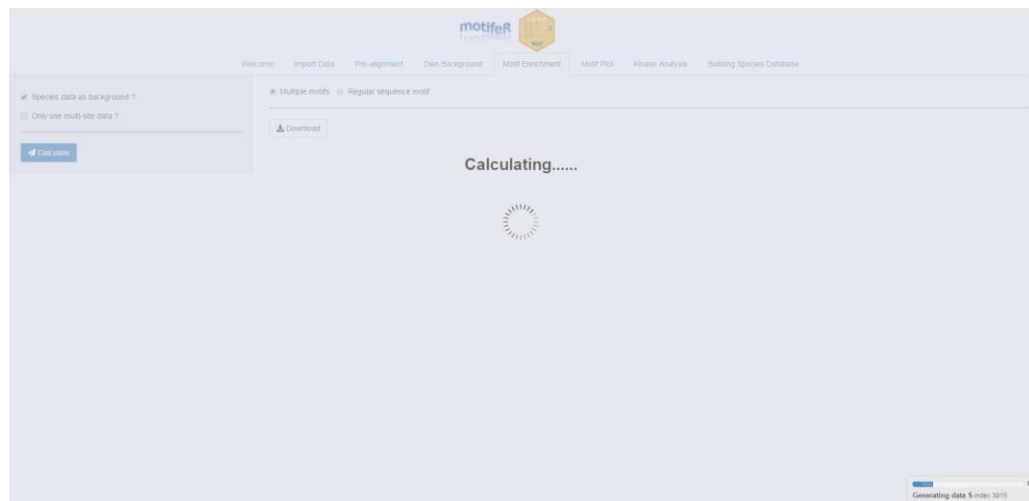 motifeR
Welcome Import Data Pre-alignment Own Background Motif Enrichment Motif Plot Kinase Analysis Building Species Database
Species data as background ?
Only use multi-site data ?
Calculate
Multiple motifs Regular sequence motif
Download
Calculating......
Generating data 5 index 3915